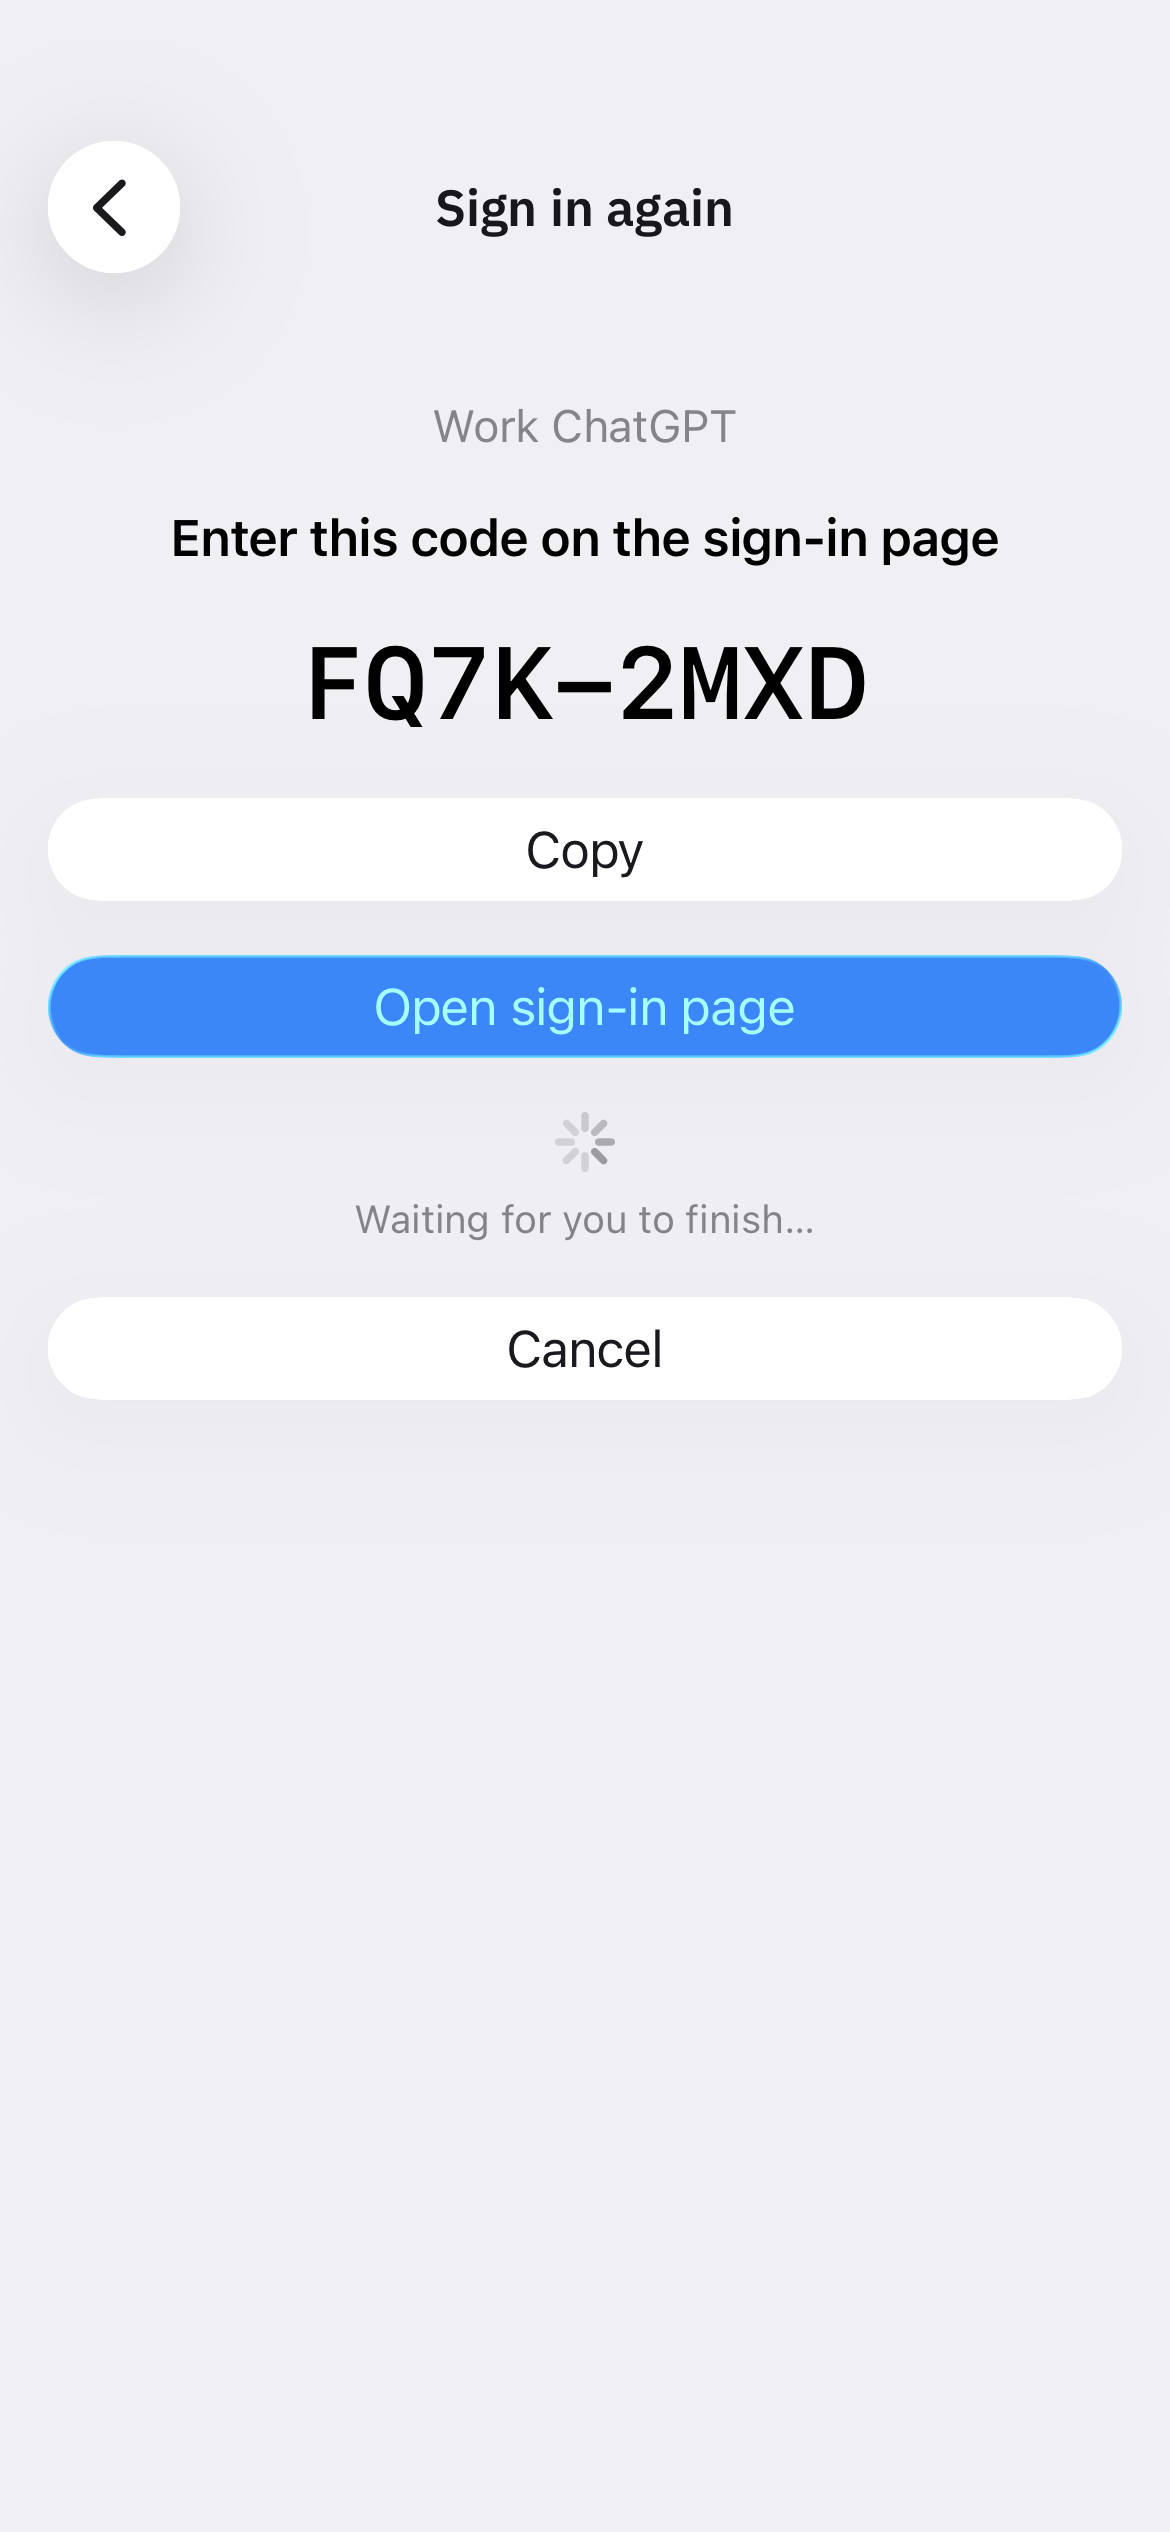 Sign in again
Work ChatGPT
Enter this code on the sign-in page
FQ7K-2MXD
Copy
Open sign-in page
Waiting for you to finish...
Cancel